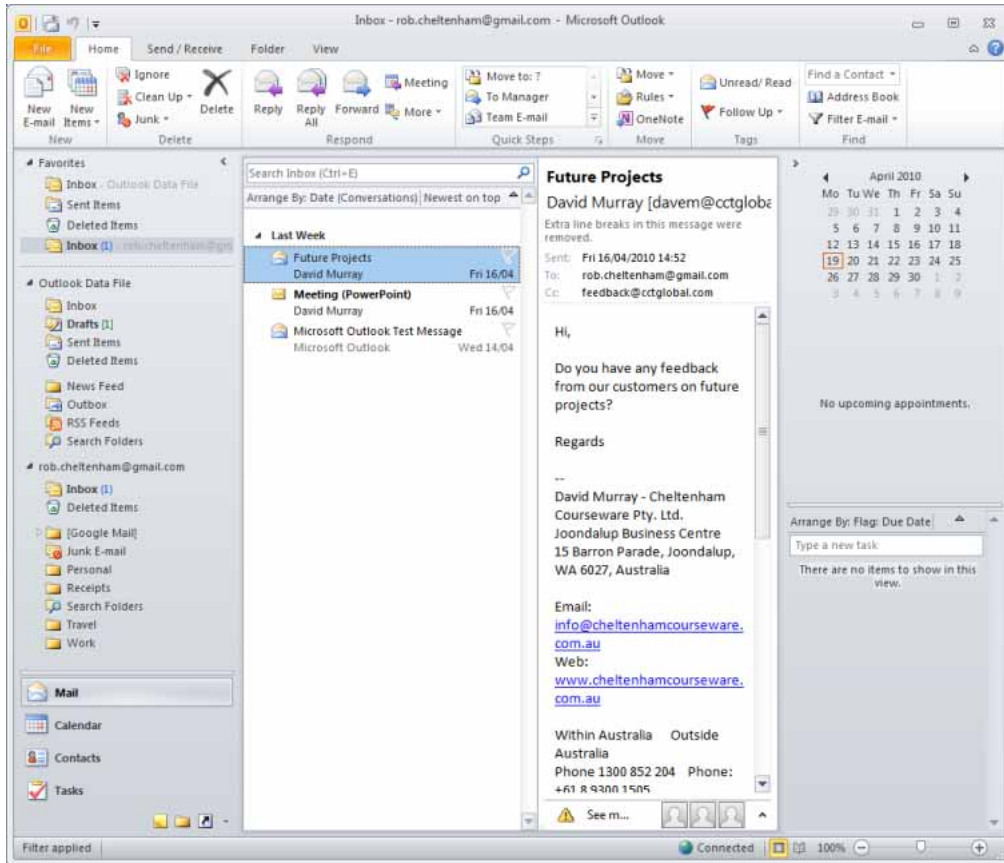 Inbox - rob.cheltenham@gmail.com - Microsoft Outlook
File Home Send / Receive Folder View
New E-mail
New Items
New
Ignore
Clean Up
Junk
Delete
Delete
Reply
Reply All
Forward
Meeting
More
Respond
Move to: ?
To Manager
Team E-mail
Quick Steps
Move
Rules
OneNote
Move
Unread/ Read
Follow Up
Tags
Find a Contact
Address Book
Filter E-mail
Find
Favorites
Inbox - Outlook Data File
Sent Items
Deleted Items
Inbox (1)
Outlook Data File
Inbox
Drafts [1]
Sent Items
Deleted Items
News Feed
Outbox
RSS Feeds
Search Folders
rob.cheltenham@gmail.com
Inbox (1)
Deleted Items
[Google Mail]
Junk E-mail
Personal
Receipts
Search Folders
Travel
Work
Mail
Calendar
Contacts
Tasks
Search Inbox (Ctrl+E)
Arrange By: Date (Conversations) Newest on top
Last Week
Future Projects
David Murray Fri 16/04
Meeting (PowerPoint)
David Murray Fri 16/04
Microsoft Outlook Test Message
Microsoft Outlook Wed 14/04
Future Projects
David Murray [davem@cctgloba
Extra line breaks in this message were
removed.
Sent: Fri 16/04/2010 14:52
To: rob.cheltenham@gmail.com
Cc: feedback@cctglobal.com
Hi,
Do you have any feedback
from our customers on future
projects?
Regards
--
David Murray - Cheltenham
Courseware Pty. Ltd.
Joondalup Business Centre
15 Barron Parade, Joondalup,
WA 6027, Australia
Email:
info@cheltenhamcourseware.
com.au
Web:
www.cheltenhamcourseware.
com.au
Within Australia Outside
Australia
Phone 1300 852 204 Phone:
+61 8 9300 1505
See m...
April 2010
Mo Tu We Th Fr Sa Su
29 30 31 1 2 3 4
5 6 7 8 9 10 11
12 13 14 15 16 17 18
19 20 21 22 23 24 25
26 27 28 29 30 1 2
3 4 5 6 7 8 9
No upcoming appointments.
Arrange By: Flag: Due Date
Type a new task
There are no items to show in this
view.
Filter applied
Connected
100%